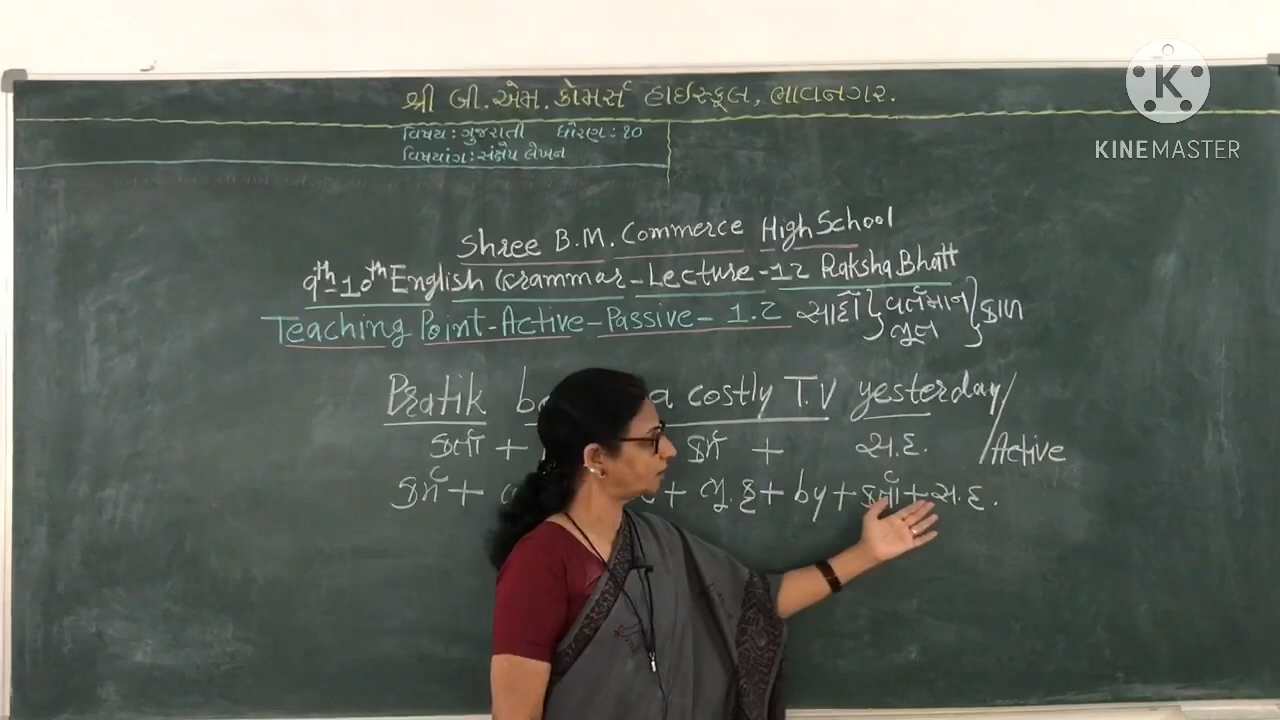 શ્રી બી.એમ. કોમર્સ હાઈસ્કૂલ, ભાવનગર.
વિષય: ગુજરાતી ધોરણ: ૧૦
વિષયાંગ: સંક્ષેપ લેખન
K
KINEMASTER
Shree B.M. Commerce High School
9th-10th English Grammar - Lecture - 12 Raksha Bhatt
Teaching Point - Active - Passive - 1.2 સાદો } વર્તમાન ભૂત } કાળ
Pratik a costly T.V yesterday/
કર્તા + કર્મ + સ.દ. /Active
કર્મ + + ભૂ.કૃ + by + કર્તા + સ.દ.